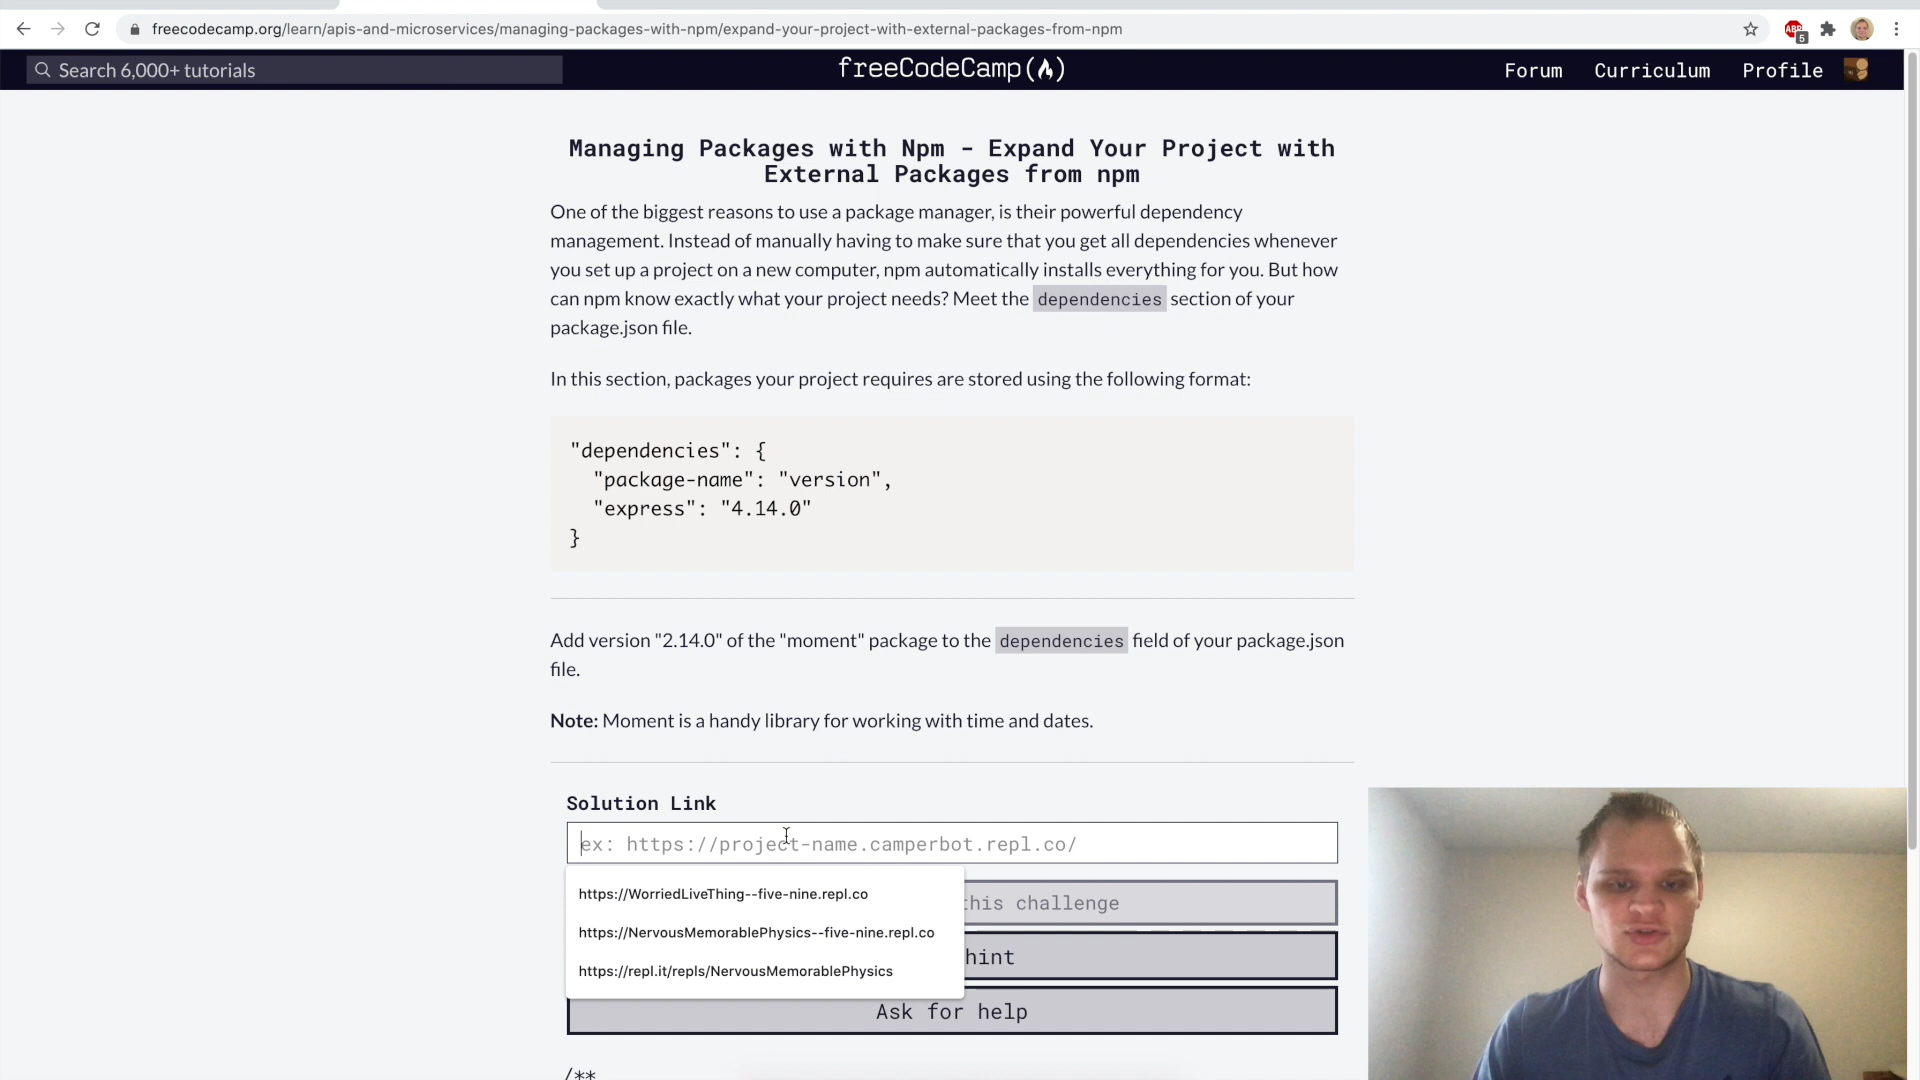 freecodecamp.org/learn/apis-and-microservices/managing-packages-with-npm/expand-your-project-with-external-packages-from-npm
ABP
5
Search 6,000+ tutorials
freeCodeCamp
Forum
Curriculum
Profile
Managing Packages with Npm - Expand Your Project with
External Packages from npm
One of the biggest reasons to use a package manager, is their powerful dependency
management. Instead of manually having to make sure that you get all dependencies whenever
you set up a project on a new computer, npm automatically installs everything for you. But how
can npm know exactly what your project needs? Meet the dependencies section of your
package.json file.
In this section, packages your project requires are stored using the following format:
"dependencies": {
"package-name": "version",
"express": "4.14.0"
}
Add version "2.14.0" of the "moment" package to the dependencies field of your package.json
file.
Note: Moment is a handy library for working with time and dates.
Solution Link
ex: https://project-name.camperbot.repl.co/
https://WorriedLiveThing--five-nine.repl.co
this challenge
https://NervousMemorablePhysics--five-nine.repl.co
hint
https://repl.it/repls/NervousMemorablePhysics
Ask for help
/**